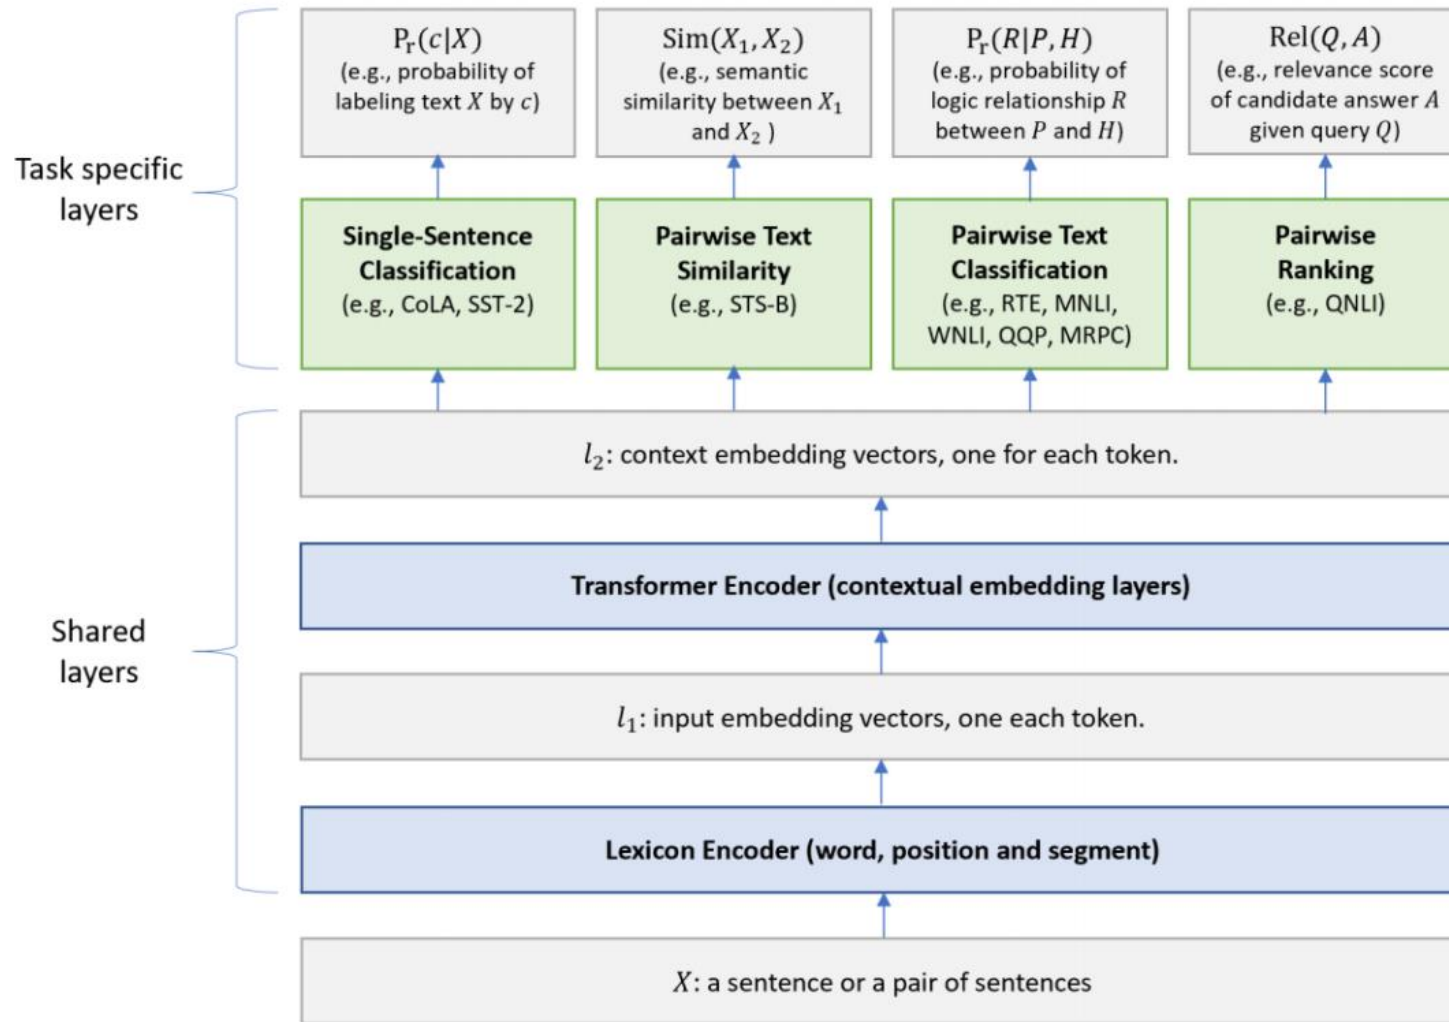 Pr(c|X)
(e.g., probability of
labeling text X by c)
Sim(X₁, X₂)
(e.g., semantic
similarity between X₁
and X₂ )
Pr(R|P, H)
(e.g., probability of
logic relationship R
between P and H)
Rel(Q, A)
(e.g., relevance score
of candidate answer A
given query Q)
Task specific
layers
Single-Sentence
Classification
(e.g., CoLA, SST-2)
Pairwise Text
Similarity
(e.g., STS-B)
Pairwise Text
Classification
(e.g., RTE, MNLI,
WNLI, QQP, MRPC)
Pairwise
Ranking
(e.g., QNLI)
l₂: context embedding vectors, one for each token.
Transformer Encoder (contextual embedding layers)
Shared
layers
l₁: input embedding vectors, one each token.
Lexicon Encoder (word, position and segment)
X: a sentence or a pair of sentences